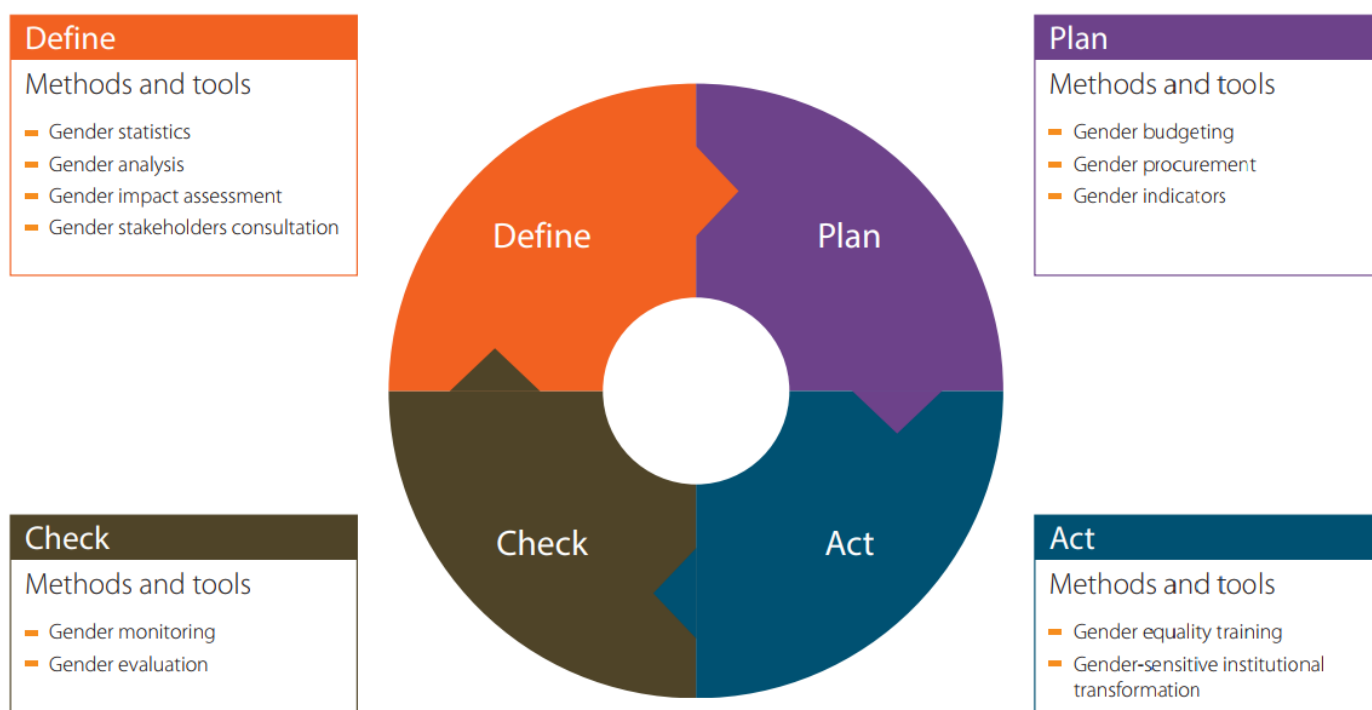 Define
Methods and tools
Gender statistics
Gender analysis
Gender impact assessment
Gender stakeholders consultation
Plan
Methods and tools
Gender budgeting
Gender procurement
Gender indicators
Define
Plan
Check
Act
Check
Methods and tools
Gender monitoring
Gender evaluation
Act
Methods and tools
Gender equality training
Gender-sensitive institutional
transformation